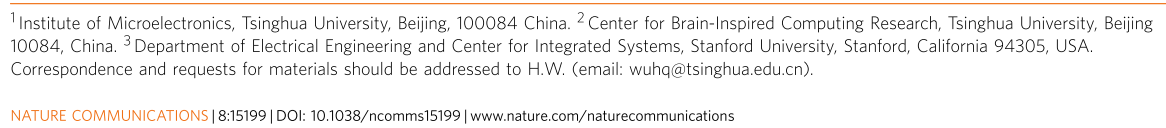 1 Institute of Microelectronics, Tsinghua University, Beijing, 100084 China. 2 Center for Brain-Inspired Computing Research, Tsinghua University, Beijing
10084, China. 3 Department of Electrical Engineering and Center for Integrated Systems, Stanford University, Stanford, California 94305, USA.
Correspondence and requests for materials should be addressed to H.W. (email: wuhq@tsinghua.edu.cn).
NATURE COMMUNICATIONS | 8:15199 | DOI: 10.1038/ncomms15199 | www.nature.com/naturecommunications